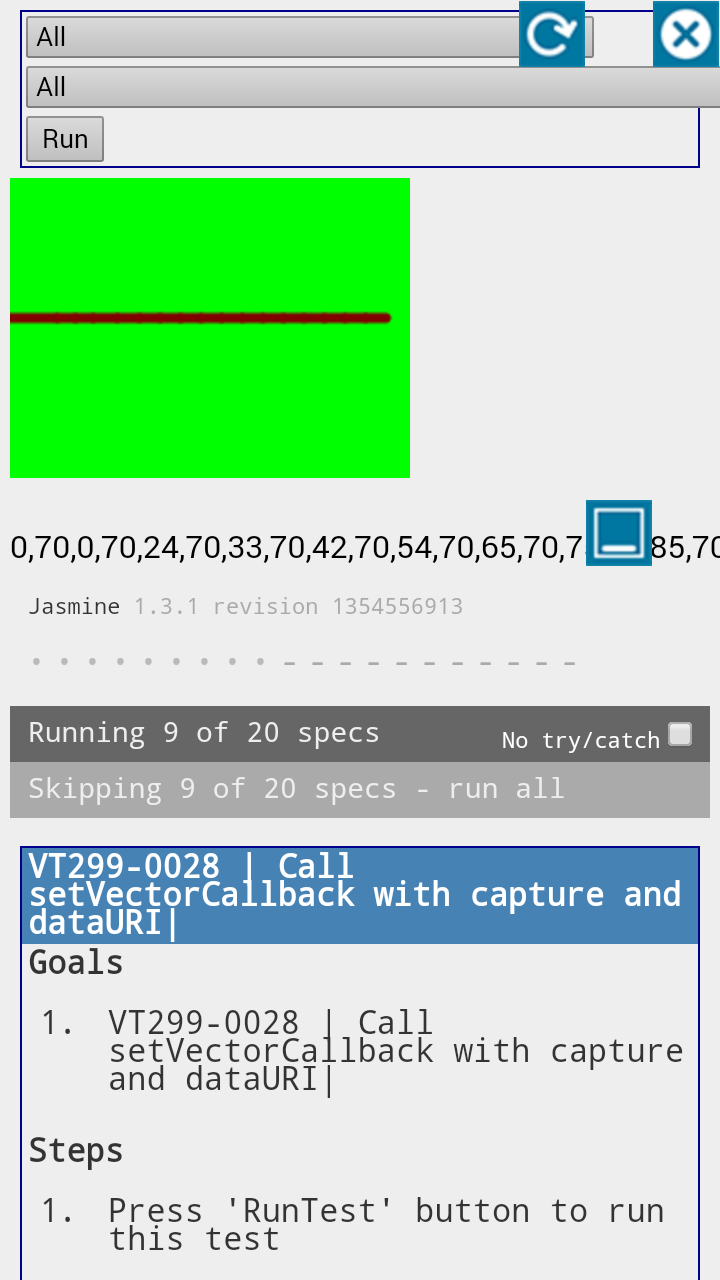 All
All
Run
0,70,0,70,24,70,33,70,42,70,54,70,65,70,7 85,70
Jasmine 1.3.1 revision 1354556913
Running 9 of 20 specs
No try/catch
Skipping 9 of 20 specs - run all
VT299-0028 | Call
setVectorCallback with capture and
dataURI|
Goals
1. VT299-0028 | Call
setVectorCallback with capture
and dataURI|
Steps
1. Press 'RunTest' button to run
this test